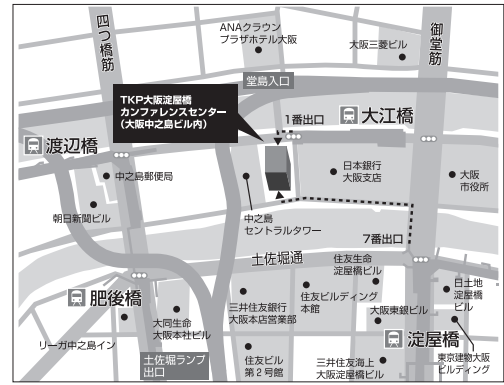 四つ橋筋
ANAクラウン
プラザホテル大阪
大阪三菱ビル
御堂筋
堂島入口
TKP大阪淀屋橋
カンファレンスセンター
(大阪中之島ビル内)
1番出口
大江橋
渡辺橋
中之島郵便局
日本銀行
大阪支店
大阪
市役所
朝日新聞ビル
中之島
セントラルタワー
7番出口
土佐堀通
住友生命
淀屋橋ビル
肥後橋
三井住友銀行
大阪本店営業部
住友ビルディング
本館
日土地
淀屋橋
ビル
大同生命
大阪本社ビル
大阪東銀ビル
リーガ中之島イン
淀屋橋
土佐堀ランプ
出口
住友ビル
第2号館
三井住友海上
大阪淀屋橋ビル
東京建物大阪
ビルディング